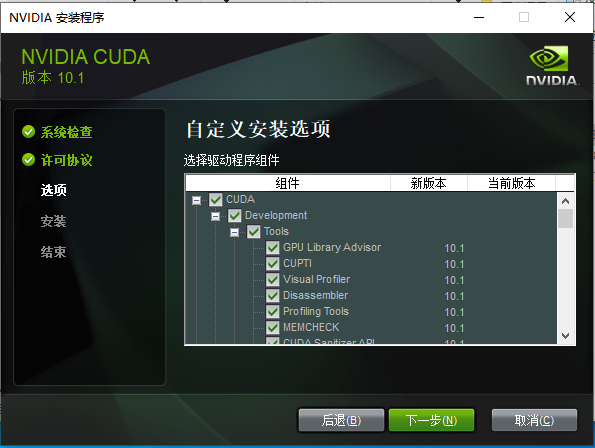 NVIDIA 安装程序
NVIDIA CUDA
版本 10.1
NVIDIA.
系统检查
许可协议
选项
安装
结束
自定义安装选项
选择驱动程序组件
组件 新版本 当前版本
CUDA
Development
Tools
GPU Library Advisor 10.1
CUPTI 10.1
Visual Profiler 10.1
Disassembler 10.1
Profiling Tools 10.1
MEMCHECK 10.1
CUDA Sanitizer API 10.1
后退(B) 下一步(N) 取消(C)